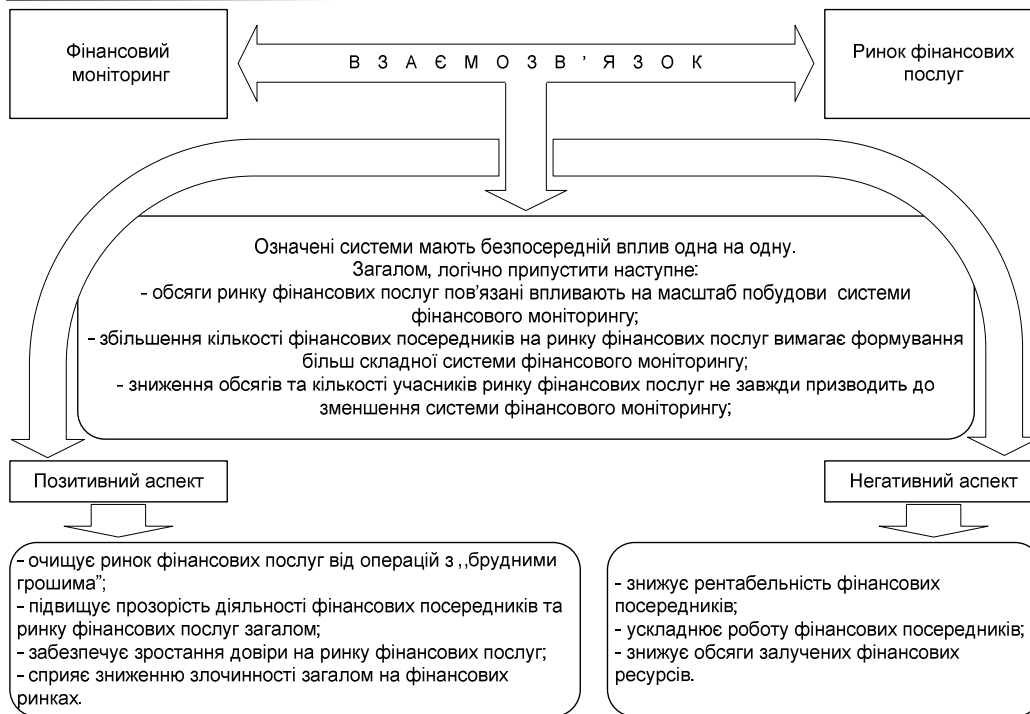 Фінансовий
моніторинг
В З А Є М О З В ’ Я З О К
Ринок фінансових
послуг
Означені системи мають безпосередній вплив одна на одну.
Загалом, логічно припустити наступне:
- обсяги ринку фінансових послуг пов’язані впливають на масштаб побудови системи
фінансового моніторингу;
- збільшення кількості фінансових посередників на ринку фінансових послуг вимагає формування
більш складної системи фінансового моніторингу;
- зниження обсягів та кількості учасників ринку фінансових послуг не завжди призводить до
зменшення системи фінансового моніторингу;
Позитивний аспект
- очищує ринок фінансових послуг від операцій з ,,брудними
грошима”;
- підвищує прозорість діяльності фінансових посередників та
ринку фінансових послуг загалом;
- забезпечує зростання довіри на ринку фінансових послуг;
- сприяє зниженню злочинності загалом на фінансових
ринках.
Негативний аспект
- знижує рентабельність фінансових
посередників;
- ускладнює роботу фінансових посередників;
- знижує обсяги залучених фінансових
ресурсів.